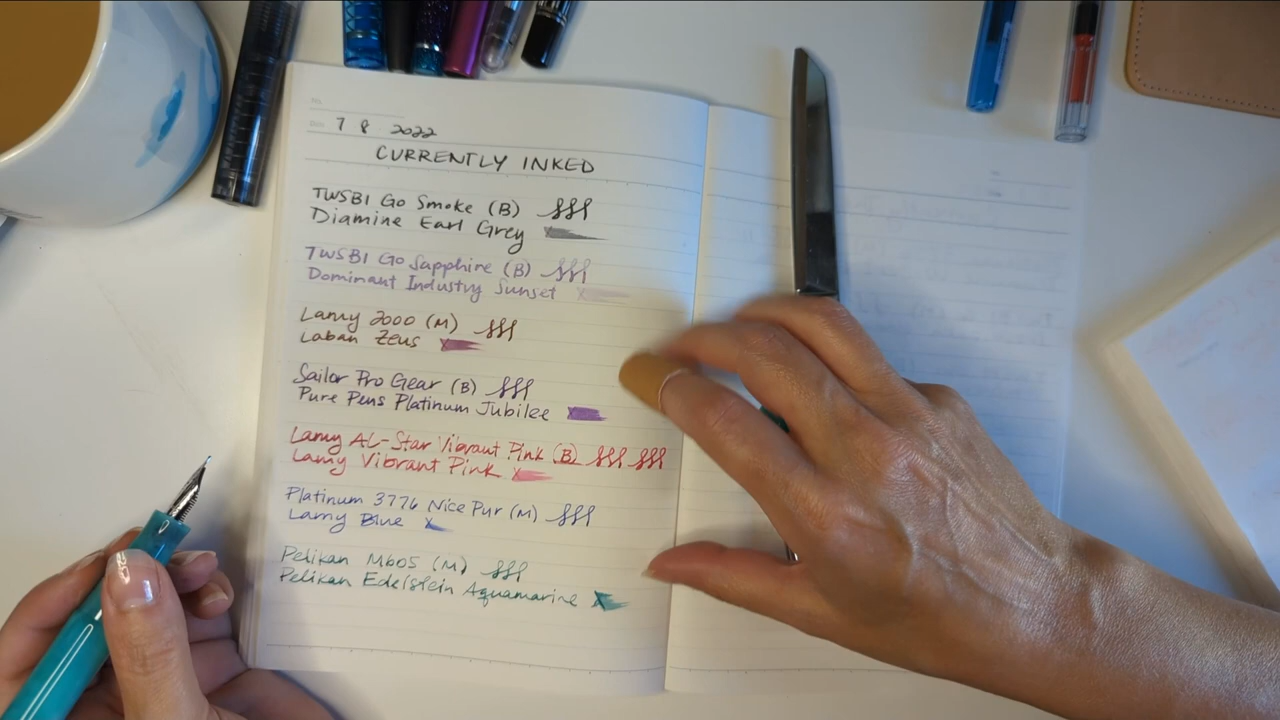 7 8 2022
CURRENTLY INKED
TWSBI Go Smoke (B)
Diamine Earl Grey
TWSBI Go Sapphire (B)
Dominant Industry Sunset
Lamy 2000 (M)
Laban Zeus
Sailor Pro Gear (B)
Pure Pens Platinum Jubilee
Lamy AL-Star Vibrant Pink (B)
Lamy Vibrant Pink
Platinum 3776 Nice Pur (M)
Lamy Blue
Pelikan M605 (M)
Pelikan Edelstein Aquamarine